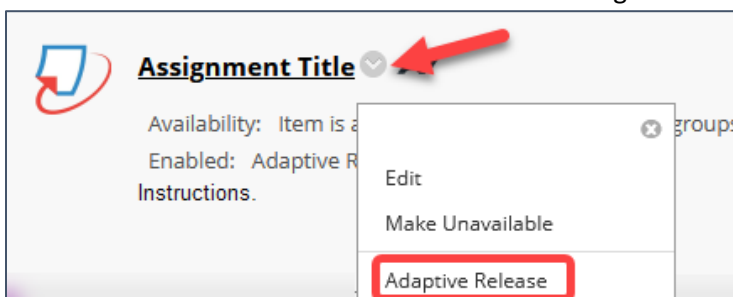 Assignment Title
Availability: Item is a
groups
Enabled: Adaptive R
Instructions.
Edit
Make Unavailable
Adaptive Release